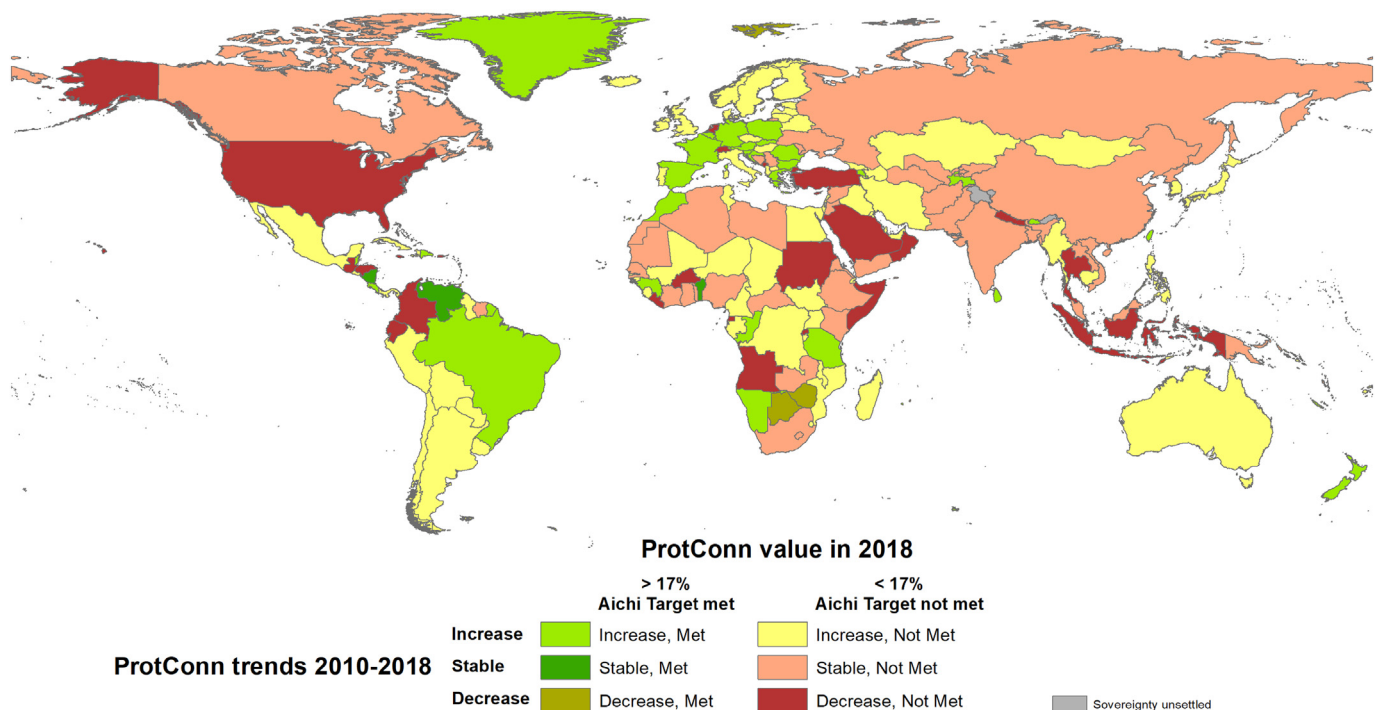 ProtConn value in 2018
> 17% < 17%
Aichi Target met Aichi Target not met
Increase Increase, Met Increase, Not Met
ProtConn trends 2010-2018 Stable Stable, Met Stable, Not Met
Decrease Decrease, Met Decrease, Not Met
Sovereignty unsettled